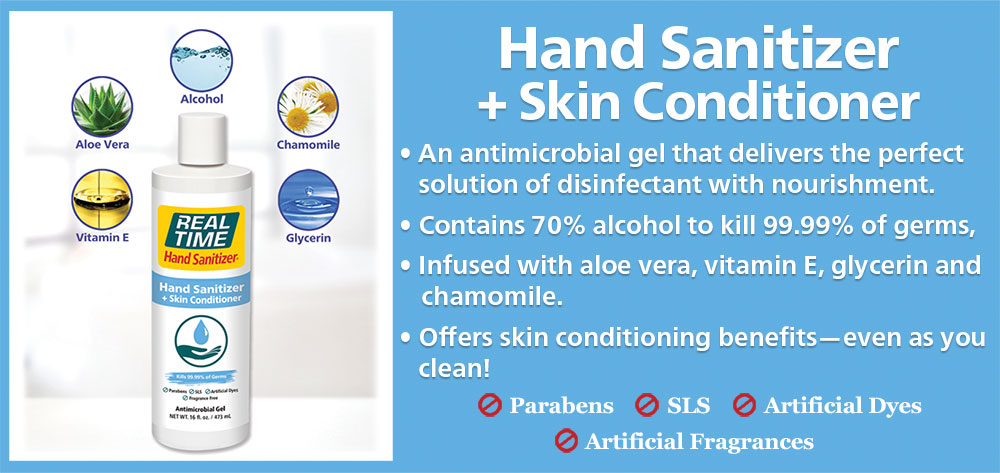 Alcohol
Aloe Vera
Chamomile
Vitamin E
Glycerin
REAL
TIME
Hand Sanitizer
Hand Sanitizer
+ Skin Conditioner
Kills 99.99% of Germs
Parabens SLS Artificial Dyes
Fragrance Free
Antimicrobial Gel
NET WT. 16 fl. oz. / 473 mL
Hand Sanitizer
+ Skin Conditioner
• An antimicrobial gel that delivers the perfect
solution of disinfectant with nourishment.
• Contains 70% alcohol to kill 99.99% of germs,
• Infused with aloe vera, vitamin E, glycerin and
chamomile.
• Offers skin conditioning benefits—even as you
clean!
Parabens SLS Artificial Dyes
Artificial Fragrances